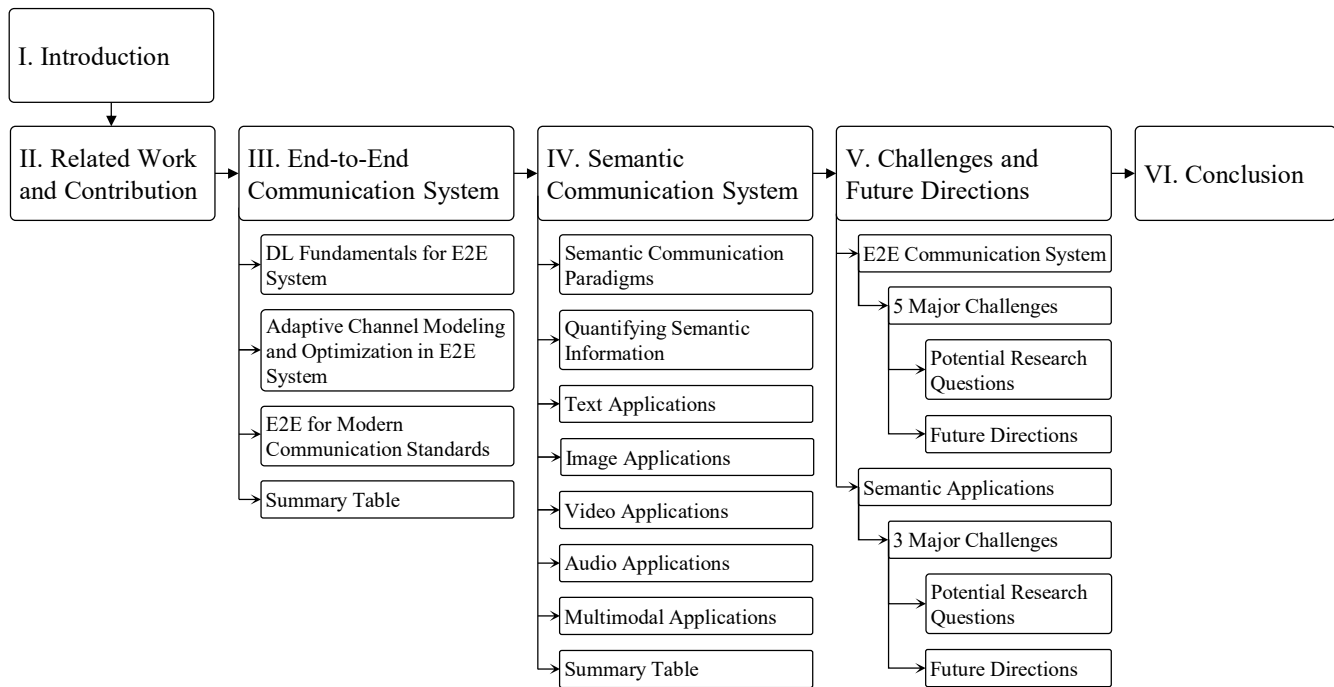 I. Introduction
II. Related Work
and Contribution
III. End-to-End
Communication System
DL Fundamentals for E2E
System
Adaptive Channel Modeling
and Optimization in E2E
System
E2E for Modern
Communication Standards
Summary Table
IV. Semantic
Communication System
Semantic Communication
Paradigms
Quantifying Semantic
Information
Text Applications
Image Applications
Video Applications
Audio Applications
Multimodal Applications
Summary Table
V. Challenges and
Future Directions
E2E Communication System
5 Major Challenges
Potential Research
Questions
Future Directions
Semantic Applications
3 Major Challenges
Potential Research
Questions
Future Directions
VI. Conclusion